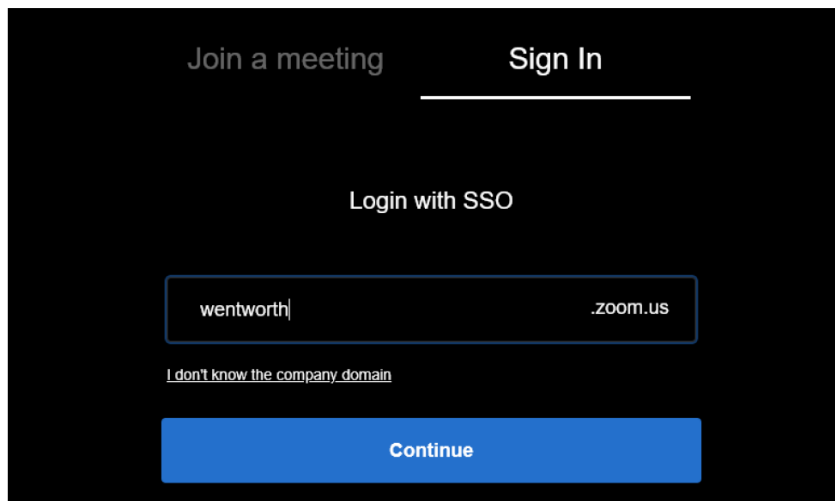 Join a meeting Sign In
Login with SSO
wentworth .zoom.us
I don't know the company domain
Continue